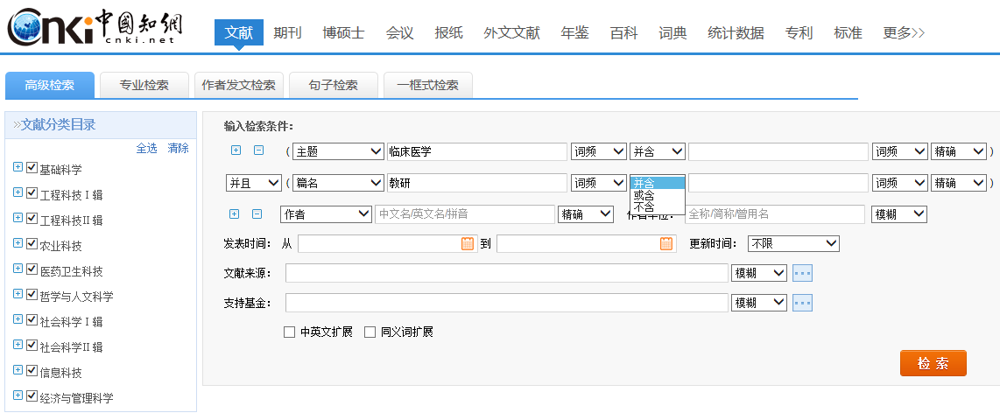 Cnki中國知網
cnki.net
文献 期刊 博硕士 会议 报纸 外文文献 年鉴 百科 词典 统计数据 专利 标准 更多>>
高级检索 专业检索 作者发文检索 句子检索 一框式检索
文献分类目录
全选 清除
基础科学
工程科技Ⅰ辑
工程科技II 辑
农业科技
医药卫生科技
哲学与人文科学
社会科学Ⅰ辑
社会科学II 辑
信息科技
经济与管理科学
输入检索条件:
( 主题 临床医学 词频 并含 词频 精确 )
并且 ( 篇名 教研 词频 并含 词频 精确 )
或含
不含
作者 中文名/英文名/拼音 精确 作者单位: 全称/简称/曾用名 模糊
发表时间: 从 到 更新时间: 不限
文献来源: 模糊 ...
支持基金: 模糊 ...
中英文扩展 同义词扩展
检 索